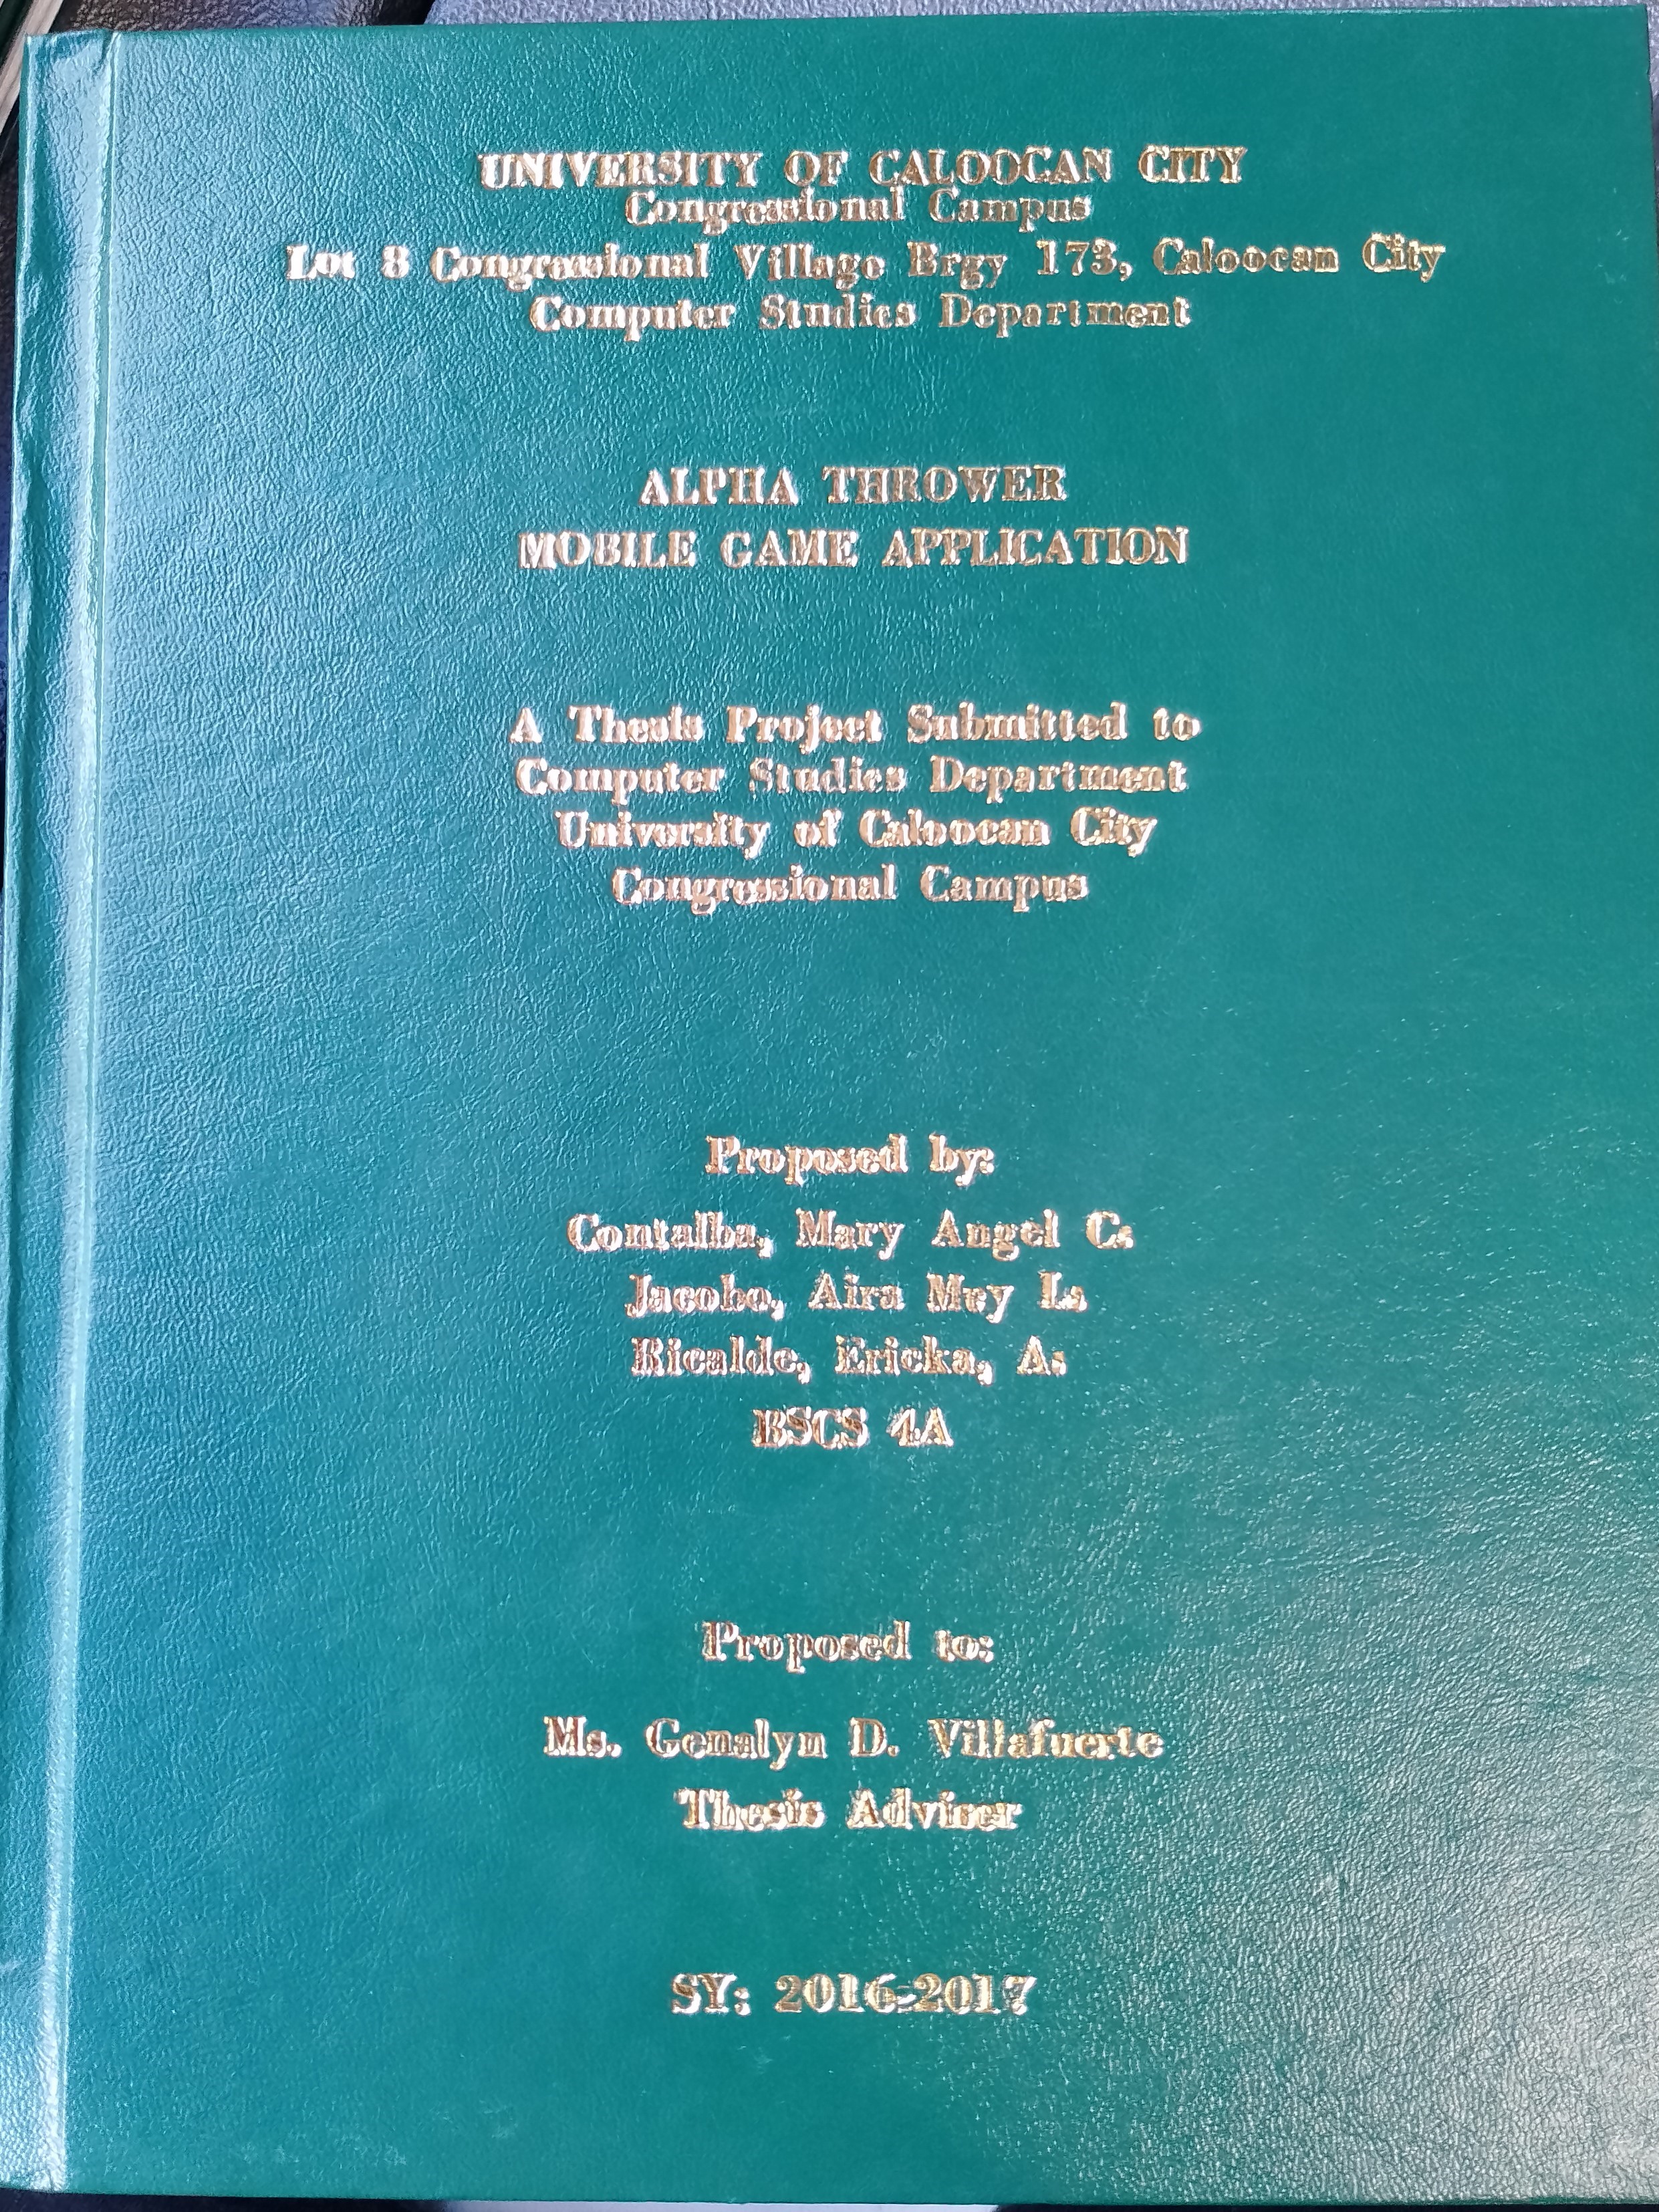 UNIVERSITY OF CALOOCAN CITY
Congressional Campus
Lot 8 Congressional Village Brgy 173, Caloocan City
Computer Studies Department
ALPHA THROWER
MOBILE GAME APPLICATION
A Thesis Project Submitted to
Computer Studies Department
University of Caloocan City
Congressional Campus
Proposed by:
Contalba, Mary Angel C.
Jacobo, Aira Mey L.
Ricalde, Ericka, A.
BSCS 4A
Proposed to:
Ms. Genalyn D. Villafuerte
Thesis Adviser
SY: 2016-2017